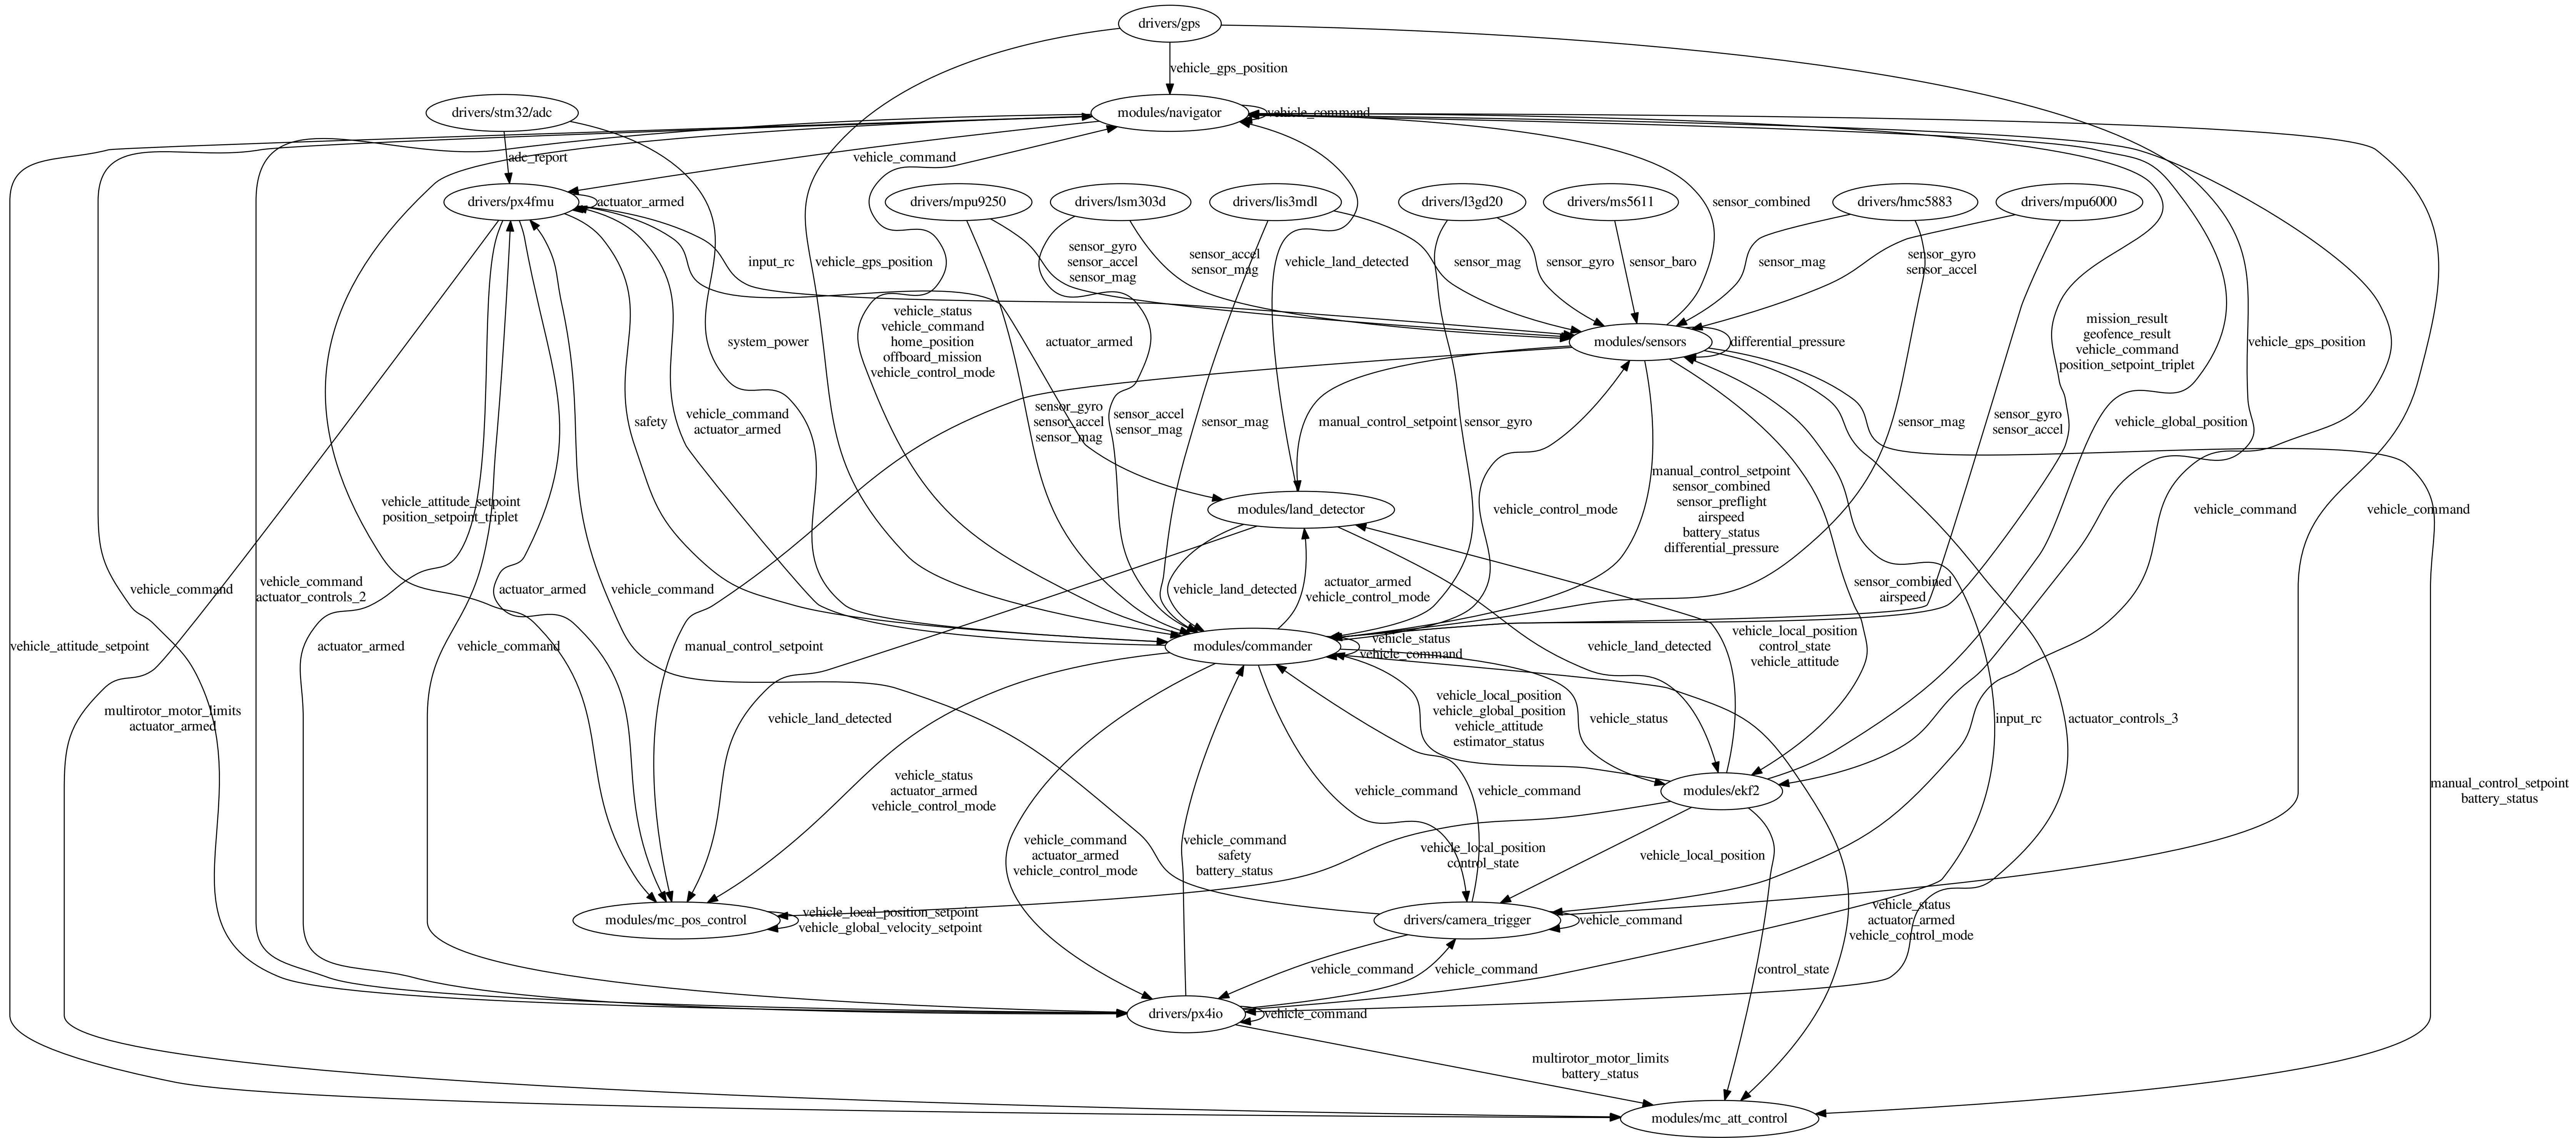 drivers/gps
vehicle_gps_position
drivers/stm32/adc
modules/navigator
vehicle_command
adc_report
vehicle_command
drivers/px4fmu
actuator_armed
drivers/mpu9250
drivers/lsm303d
drivers/lis3mdl
drivers/l3gd20
drivers/ms5611
drivers/hmc5883
drivers/mpu6000
sensor_combined
input_rc
vehicle_gps_position
sensor_gyro
sensor_accel
sensor_mag
sensor_accel
sensor_mag
vehicle_land_detected
sensor_mag
sensor_gyro
sensor_baro
sensor_mag
sensor_gyro
sensor_accel
system_power
vehicle_status
vehicle_command
home_position
offboard_mission
vehicle_control_mode
actuator_armed
modules/sensors
differential_pressure
mission_result
geofence_result
vehicle_command
position_setpoint_triplet
vehicle_gps_position
safety
vehicle_command
actuator_armed
sensor_gyro
sensor_accel
sensor_mag
sensor_accel
sensor_mag
sensor_mag
manual_control_setpoint
sensor_gyro
sensor_mag
sensor_gyro
sensor_accel
vehicle_global_position
vehicle_attitude_setpoint
position_setpoint_triplet
modules/land_detector
vehicle_control_mode
manual_control_setpoint
sensor_combined
sensor_preflight
airspeed
battery_status
differential_pressure
vehicle_command
vehicle_command
vehicle_command
vehicle_command
actuator_controls_2
actuator_armed
vehicle_command
vehicle_land_detected
actuator_armed
vehicle_control_mode
sensor_combined
airspeed
vehicle_attitude_setpoint
actuator_armed
vehicle_command
manual_control_setpoint
modules/commander
vehicle_status
vehicle_command
vehicle_land_detected
vehicle_local_position
control_state
vehicle_attitude
multirotor_motor_limits
actuator_armed
vehicle_land_detected
vehicle_local_position
vehicle_global_position
vehicle_attitude
estimator_status
vehicle_status
input_rc
actuator_controls_3
vehicle_status
actuator_armed
vehicle_control_mode
vehicle_command
vehicle_command
modules/ekf2
manual_control_setpoint
battery_status
vehicle_command
actuator_armed
vehicle_control_mode
vehicle_command
safety
battery_status
vehicle_local_position
control_state
vehicle_local_position
modules/mc_pos_control
vehicle_local_position_setpoint
vehicle_global_velocity_setpoint
drivers/camera_trigger
vehicle_command
vehicle_status
actuator_armed
vehicle_control_mode
vehicle_command
vehicle_command
control_state
drivers/px4io
vehicle_command
multirotor_motor_limits
battery_status
modules/mc_att_control